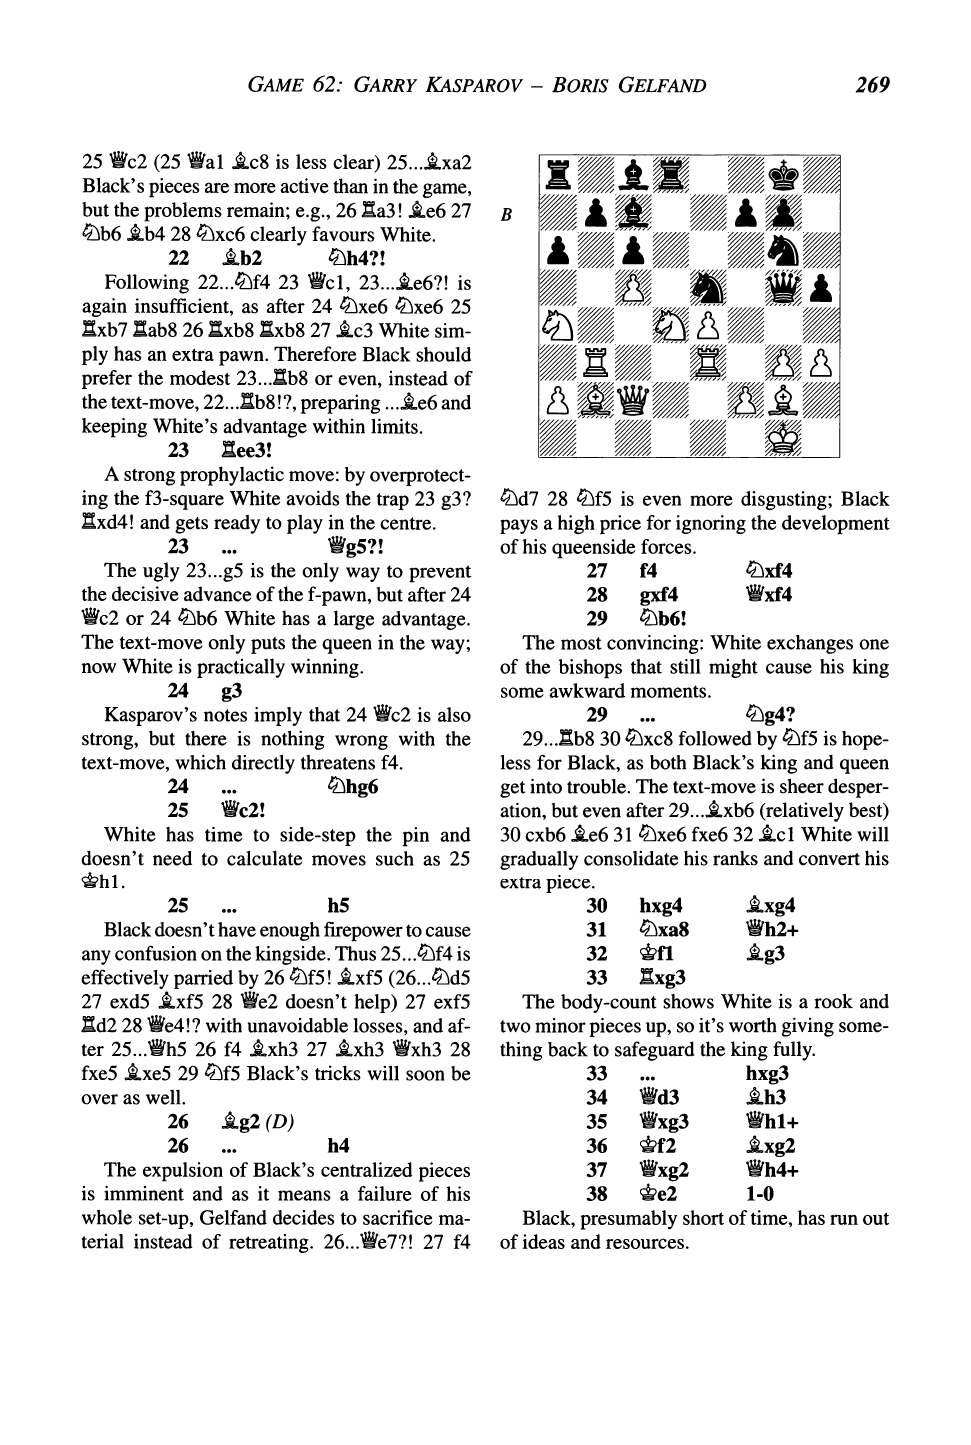 GAME 62: GARRY KASPAROV – BORIS GELFAND 269
25 ♕c2 (25 ♕a1 ♗c8 is less clear) 25...♗xa2
Black's pieces are more active than in the game,
but the problems remain; e.g., 26 ♖a3! ♗e6 27
♘b6 ♗b4 28 ♘xc6 clearly favours White.
22 ♗b2 ♘h4?!
Following 22...♘f4 23 ♕c1, 23...♗e6?! is
again insufficient, as after 24 ♘xe6 ♘xe6 25
♖xb7 ♖ab8 26 ♖xb8 ♖xb8 27 ♗c3 White sim-
ply has an extra pawn. Therefore Black should
prefer the modest 23...♖b8 or even, instead of
the text-move, 22...♖b8!?, preparing ...♗e6 and
keeping White's advantage within limits.
23 ♖ee3!
A strong prophylactic move: by overprotect-
ing the f3-square White avoids the trap 23 g3?
♖xd4! and gets ready to play in the centre.
23 ... ♕g5?!
The ugly 23...g5 is the only way to prevent
the decisive advance of the f-pawn, but after 24
♕c2 or 24 ♘b6 White has a large advantage.
The text-move only puts the queen in the way;
now White is practically winning.
24 g3
Kasparov's notes imply that 24 ♕c2 is also
strong, but there is nothing wrong with the
text-move, which directly threatens f4.
24 ... ♘hg6
25 ♕c2!
White has time to side-step the pin and
doesn't need to calculate moves such as 25
♔h1.
25 ... h5
Black doesn't have enough firepower to cause
any confusion on the kingside. Thus 25...♘f4 is
effectively parried by 26 ♘f5! ♗xf5 (26...♘d5
27 exd5 ♗xf5 28 ♕e2 doesn't help) 27 exf5
♖d2 28 ♕e4!? with unavoidable losses, and af-
ter 25...♕h5 26 f4 ♗xh3 27 ♗xh3 ♕xh3 28
fxe5 ♗xe5 29 ♘f5 Black's tricks will soon be
over as well.
26 ♗g2 (D)
26 ... h4
The expulsion of Black's centralized pieces
is imminent and as it means a failure of his
whole set-up, Gelfand decides to sacrifice ma-
terial instead of retreating. 26...♕e7?! 27 f4
B
♘d7 28 ♘f5 is even more disgusting; Black
pays a high price for ignoring the development
of his queenside forces.
27 f4 ♘xf4
28 gxf4 ♕xf4
29 ♘b6!
The most convincing: White exchanges one
of the bishops that still might cause his king
some awkward moments.
29 ... ♘g4?
29...♖b8 30 ♘xc8 followed by ♘f5 is hope-
less for Black, as both Black's king and queen
get into trouble. The text-move is sheer desper-
ation, but even after 29...♗xb6 (relatively best)
30 cxb6 ♗e6 31 ♘xe6 fxe6 32 ♗c1 White will
gradually consolidate his ranks and convert his
extra piece.
30 hxg4 ♗xg4
31 ♘xa8 ♕h2+
32 ♔f1 ♗g3
33 ♖xg3
The body-count shows White is a rook and
two minor pieces up, so it's worth giving some-
thing back to safeguard the king fully.
33 ... hxg3
34 ♕d3 ♗h3
35 ♕xg3 ♕h1+
36 ♔f2 ♗xg2
37 ♕xg2 ♕h4+
38 ♔e2 1-0
Black, presumably short of time, has run out
of ideas and resources.